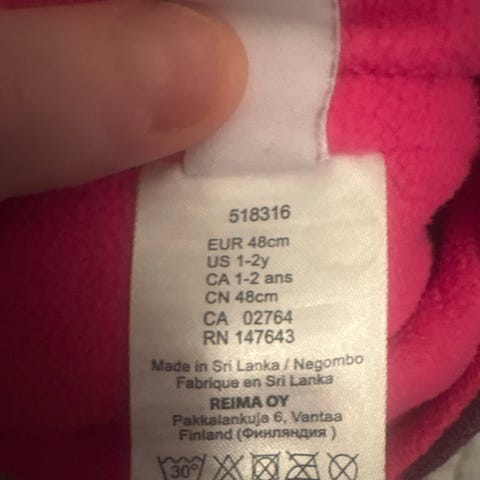 518316
EUR 48cm
US 1-2y
CA 1-2 ans
CN 48cm
CA 02764
RN 147643
Made in Sri Lanka / Negombo
Fabrique en Sri Lanka
REIMA OY
Pakkalankuja 6, Vantaa
Finland (Финляндия )
30°